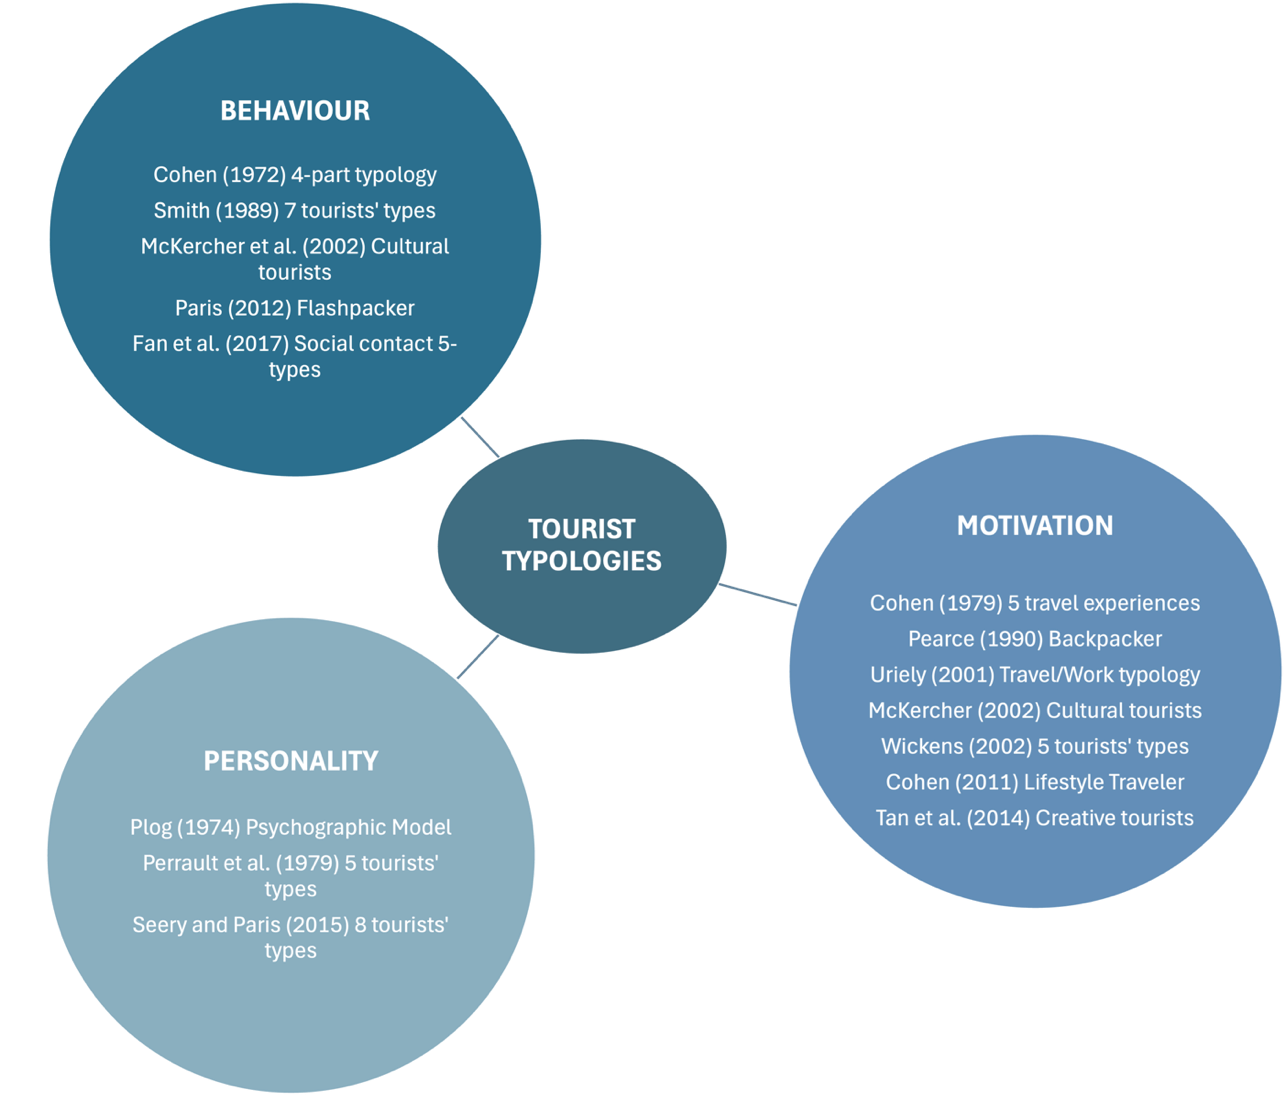 BEHAVIOUR
Cohen (1972) 4-part typology
Smith (1989) 7 tourists' types
McKercher et al. (2002) Cultural
tourists
Paris (2012) Flashpacker
Fan et al. (2017) Social contact 5-
types
TOURIST
TYPOLOGIES
MOTIVATION
Cohen (1979) 5 travel experiences
Pearce (1990) Backpacker
Uriely (2001) Travel/Work typology
McKercher (2002) Cultural tourists
Wickens (2002) 5 tourists' types
Cohen (2011) Lifestyle Traveler
Tan et al. (2014) Creative tourists
PERSONALITY
Plog (1974) Psychographic Model
Perrault et al. (1979) 5 tourists'
types
Seery and Paris (2015) 8 tourists'
types